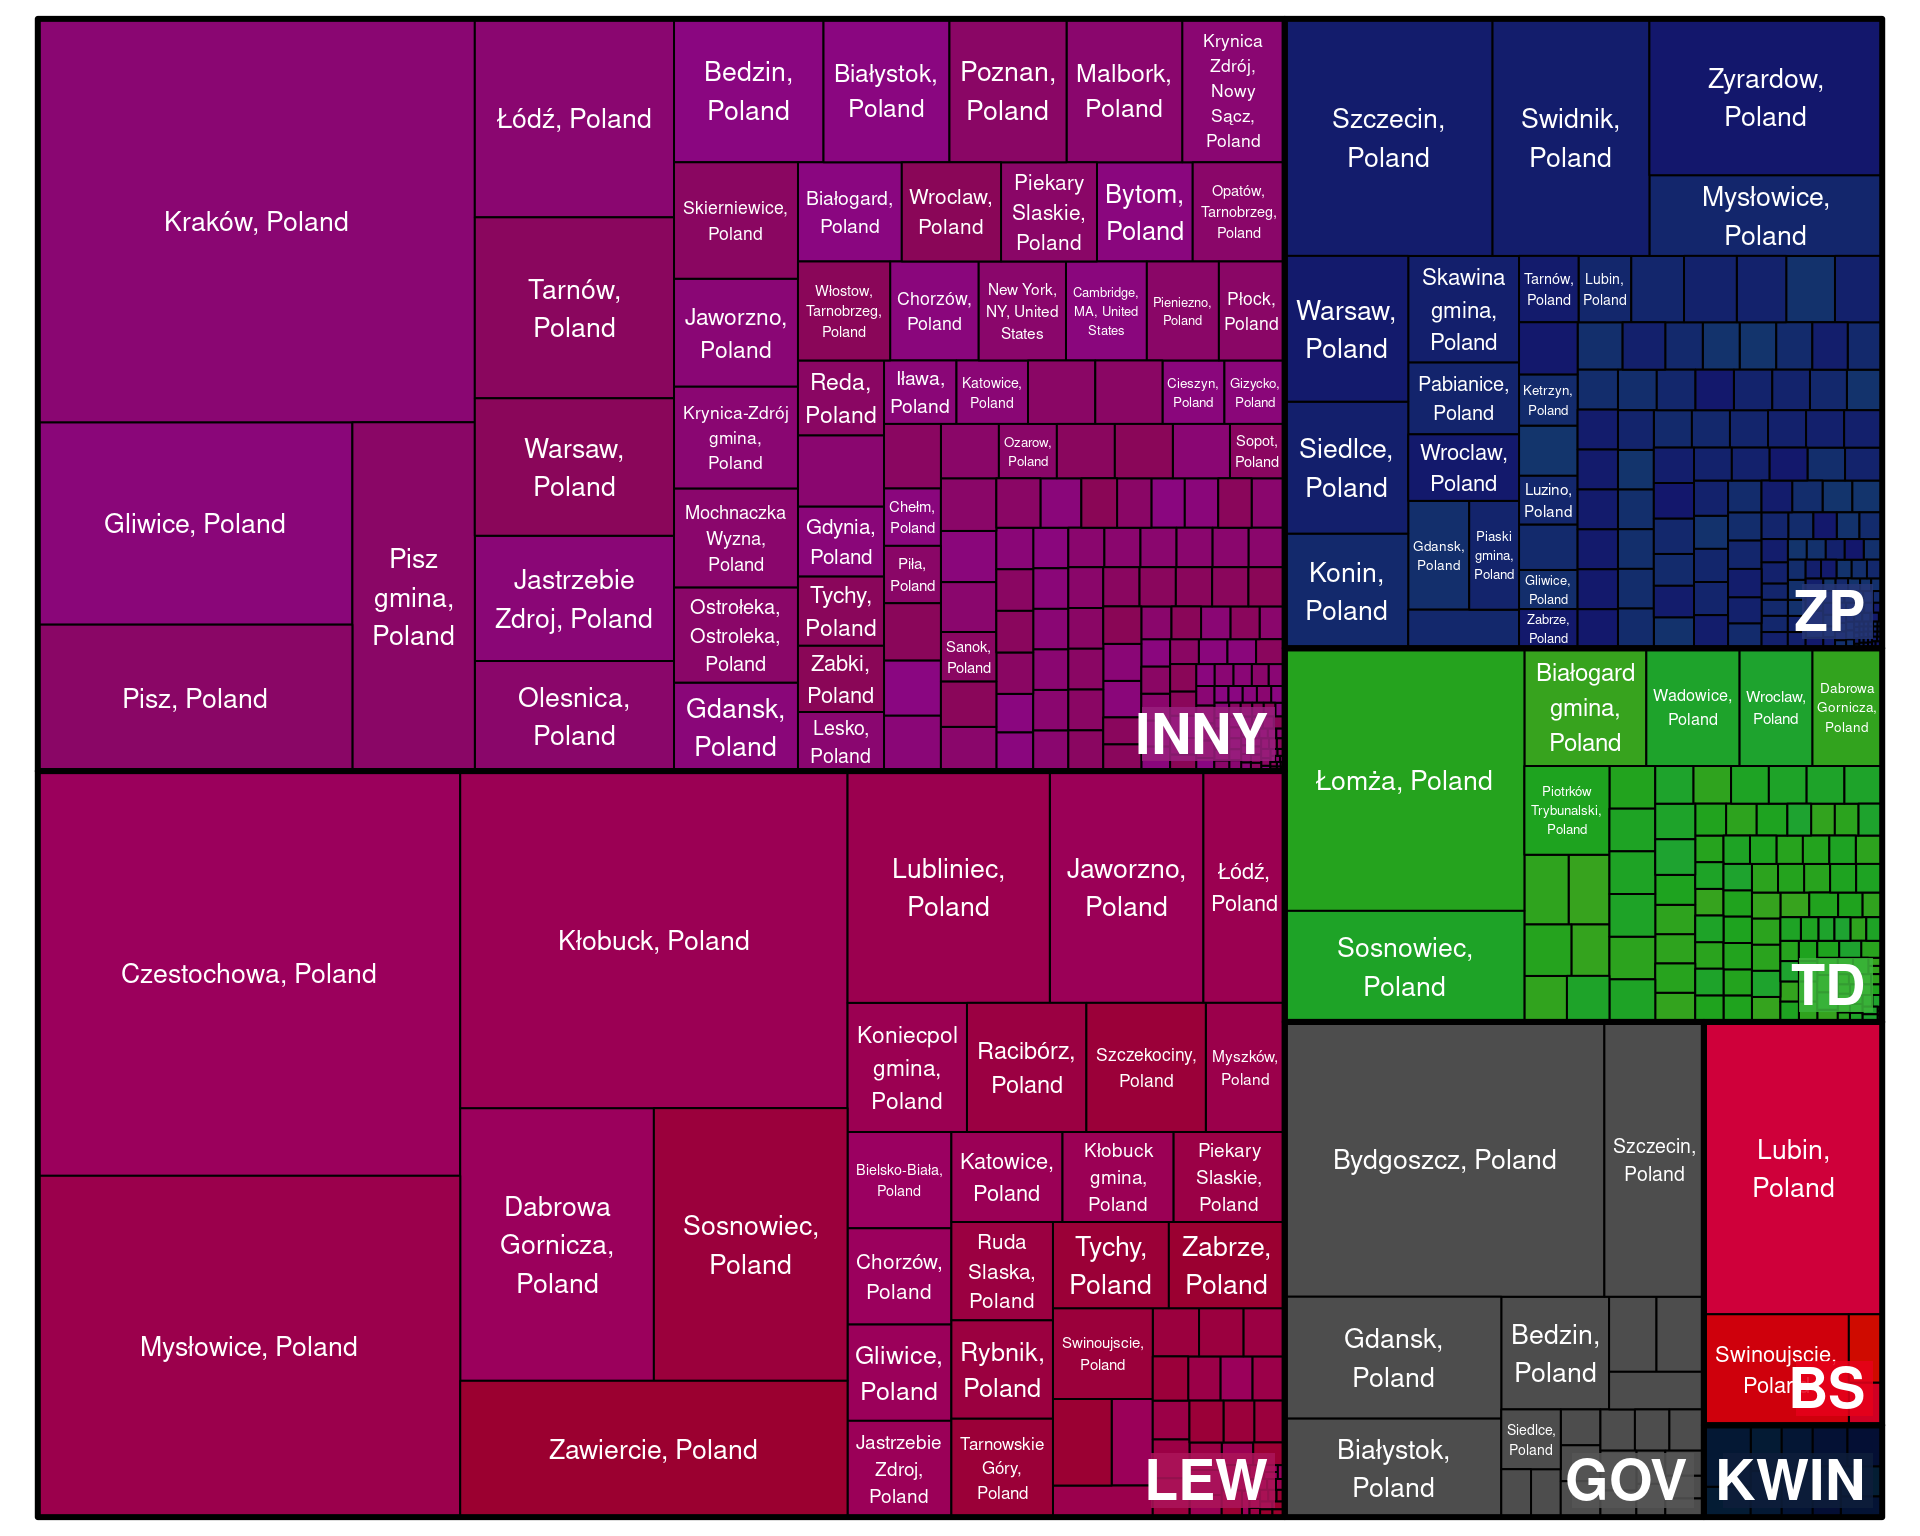 Kraków, Poland
Gliwice, Poland
Pisz, Poland
Pisz
gmina,
Poland
Łódź, Poland
Tarnów,
Poland
Warsaw,
Poland
Jastrzebie
Zdroj, Poland
Olesnica,
Poland
Bedzin,
Poland
Białystok,
Poland
Poznan,
Poland
Malbork,
Poland
Krynica
Zdrój,
Nowy
Sącz,
Poland
Skierniewice,
Poland
Jaworzno,
Poland
Krynica-Zdrój
gmina,
Poland
Mochnaczka
Wyzna,
Poland
Ostrołeka,
Ostroleka,
Poland
Gdansk,
Poland
Białogard,
Poland
Wroclaw,
Poland
Piekary
Slaskie,
Poland
Bytom,
Poland
Opatów,
Tarnobrzeg,
Poland
Włostow,
Tarnobrzeg,
Poland
Chorzów,
Poland
New York,
NY, United
States
Cambridge,
MA, United
States
Pieniezno,
Poland
Płock,
Poland
Reda,
Poland
Iława,
Poland
Katowice,
Poland
Cieszyn,
Poland
Gizycko,
Poland
Ozarow,
Poland
Sopot,
Poland
Gdynia,
Poland
Chełm,
Poland
Piła,
Poland
Tychy,
Poland
Zabki,
Poland
Lesko,
Poland
Sanok,
Poland
INNY
Czestochowa, Poland
Mysłowice, Poland
Kłobuck, Poland
Dabrowa
Gornicza,
Poland
Sosnowiec,
Poland
Zawiercie, Poland
Lubliniec,
Poland
Jaworzno,
Poland
Łódź,
Poland
Koniecpol
gmina,
Poland
Racibórz,
Poland
Szczekociny,
Poland
Myszków,
Poland
Bielsko-Biała,
Poland
Katowice,
Poland
Kłobuck
gmina,
Poland
Piekary
Slaskie,
Poland
Chorzów,
Poland
Ruda
Slaska,
Poland
Tychy,
Poland
Zabrze,
Poland
Gliwice,
Poland
Rybnik,
Poland
Swinoujscie,
Poland
Jastrzebie
Zdroj,
Poland
Tarnowskie
Góry,
Poland
LEW
Szczecin,
Poland
Swidnik,
Poland
Zyrardow,
Poland
Mysłowice,
Poland
Warsaw,
Poland
Siedlce,
Poland
Konin,
Poland
Skawina
gmina,
Poland
Pabianice,
Poland
Wroclaw,
Poland
Gdansk,
Poland
Piaski
gmina,
Poland
Tarnów,
Poland
Lubin,
Poland
Ketrzyn,
Poland
Luzino,
Poland
Gliwice,
Poland
Zabrze,
Poland
ZP
Łomża, Poland
Sosnowiec,
Poland
Białogard
gmina,
Poland
Wadowice,
Poland
Wroclaw,
Poland
Dabrowa
Gornicza,
Poland
Piotrków
Trybunalski,
Poland
TD
Bydgoszcz, Poland
Szczecin,
Poland
Gdansk,
Poland
Bedzin,
Poland
Białystok,
Poland
Siedlce,
Poland
GOV
Lubin,
Poland
Swinoujscie,
BS
KWIN